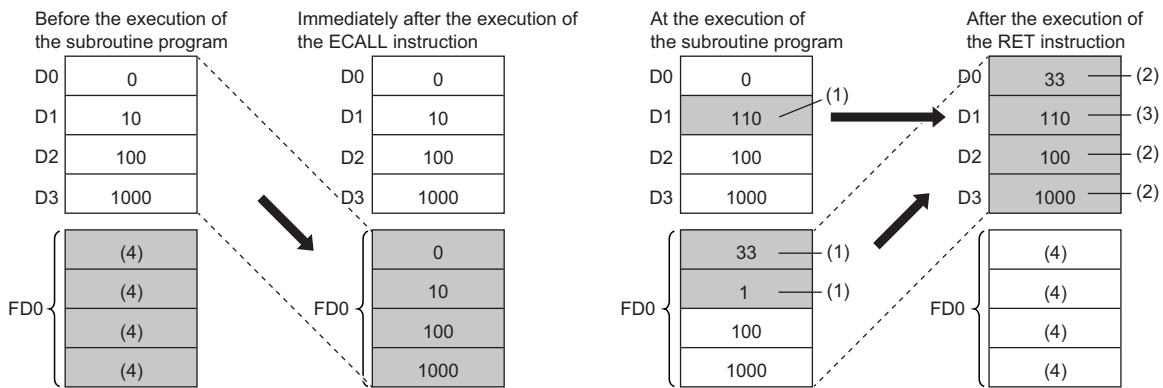 Before the execution of
the subroutine program
Immediately after the execution of
the ECALL instruction
At the execution of
the subroutine program
After the execution of
the RET instruction
D0 0
D1 10
D2 100
D3 1000
FD0
(4)
(4)
(4)
(4)
D0 0
D1 10
D2 100
D3 1000
FD0
0
10
100
1000
D0 0
D1 110 (1)
D2 100
D3 1000
FD0
33 (1)
1 (1)
100
1000
D0 33 (2)
D1 110 (3)
D2 100 (2)
D3 1000 (2)
FD0
(4)
(4)
(4)
(4)